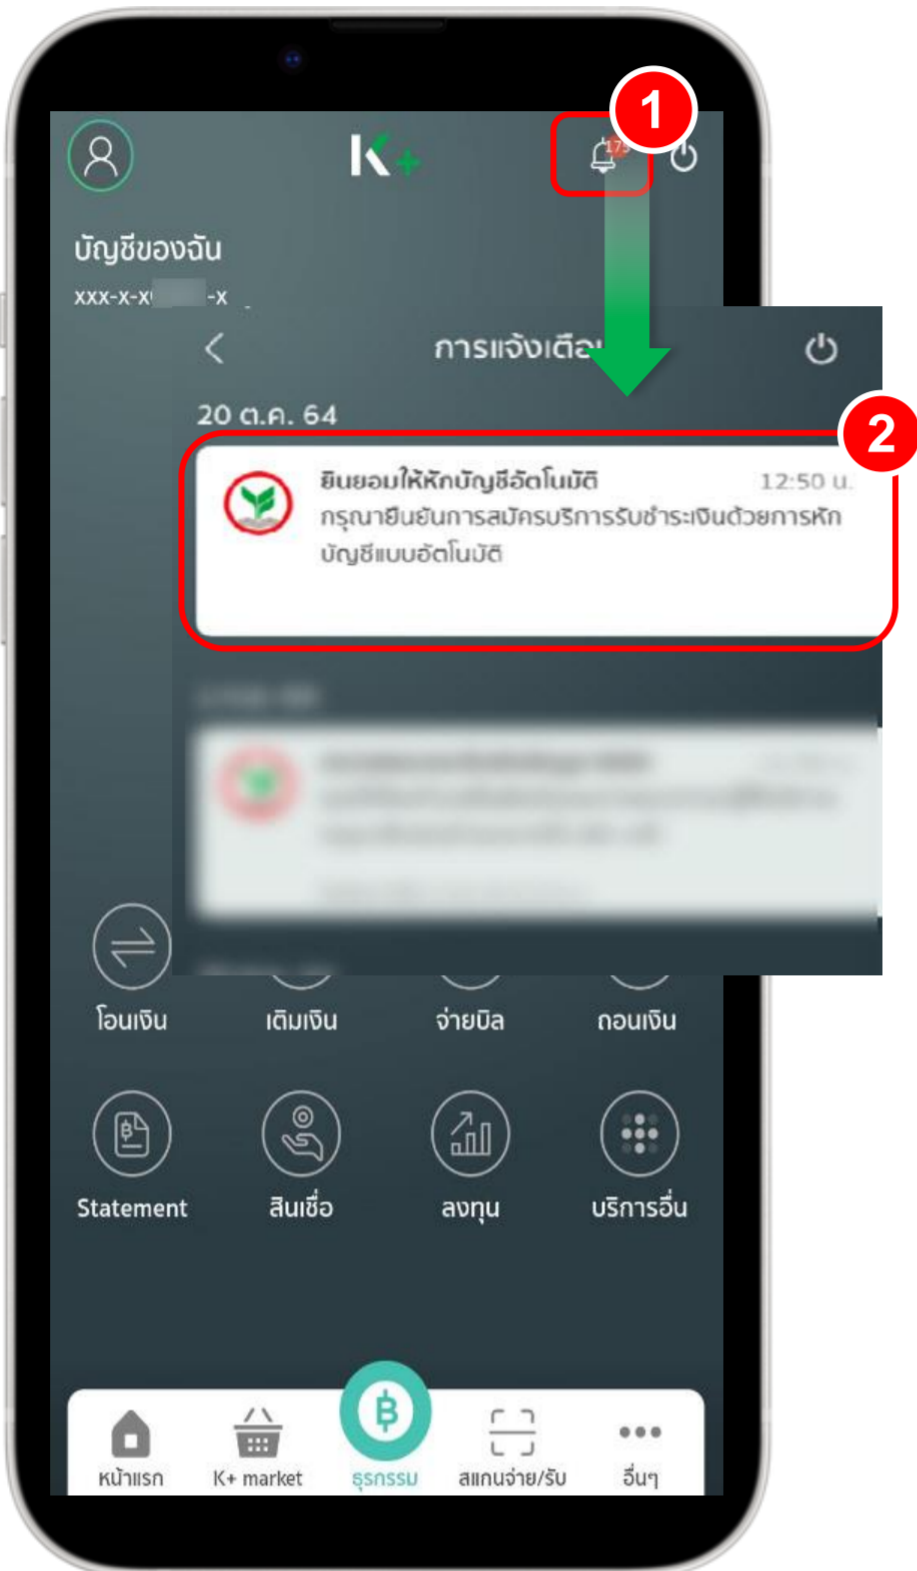 1
K+
175
บัญชีของฉัน
xxx-x-x -x
การแจ้งเตือน
20 ต.ค. 64
2
ยินยอมให้หักบัญชีอัตโนมัติ 12:50 น.
กรุณายืนยันการสมัครบริการรับชำระเงินด้วยการหัก
บัญชีแบบอัตโนมัติ
โอนเงิน เติมเงิน จ่ายบิล ถอนเงิน
Statement สินเชื่อ ลงทุน บริการอื่น
หน้าแรก K+ market ธุรกรรม สแกนจ่าย/รับ อื่นๆ